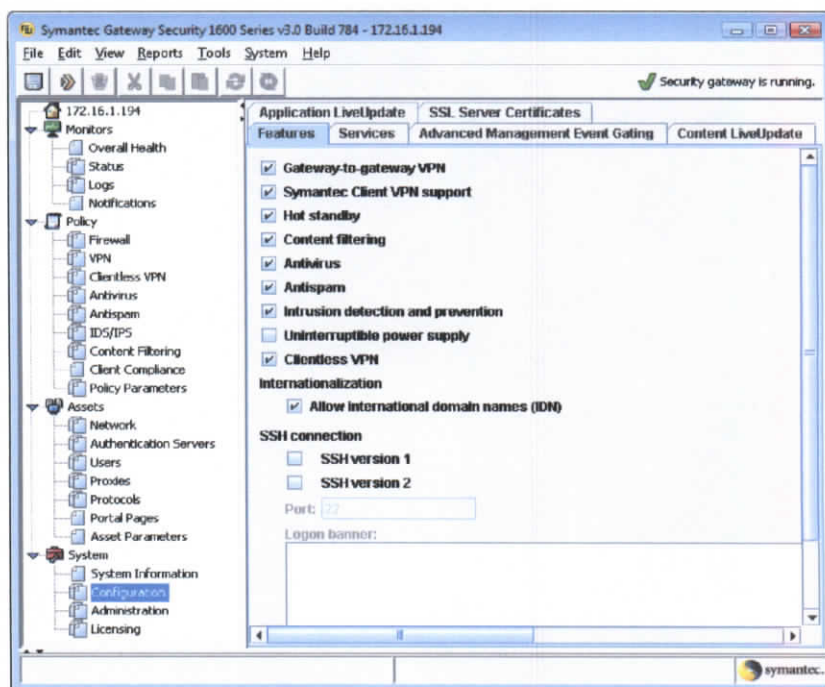 Symantec Gateway Security 1600 Series v3.0 Build 784 - 172.16.1.194
File Edit View Reports Tools System Help
Security gateway is running.
172.16.1.194
Monitors
Overall Health
Status
Logs
Notifications
Policy
Firewall
VPN
Clientless VPN
Antivirus
Antispam
IDS/IPS
Content Filtering
Client Compliance
Policy Parameters
Assets
Network
Authentication Servers
Users
Proxies
Protocols
Portal Pages
Asset Parameters
System
System Information
Configuration
Administration
Licensing
Application LiveUpdate SSL Server Certificates
Features Services Advanced Management Event Gating Content LiveUpdate
Gateway-to-gateway VPN
Symantec Client VPN support
Hot standby
Content filtering
Antivirus
Antispam
Intrusion detection and prevention
Uninterruptible power supply
Clientless VPN
Internationalization
Allow international domain names (IDN)
SSH connection
SSH version 1
SSH version 2
Port: 22
Logon banner:
symantec.